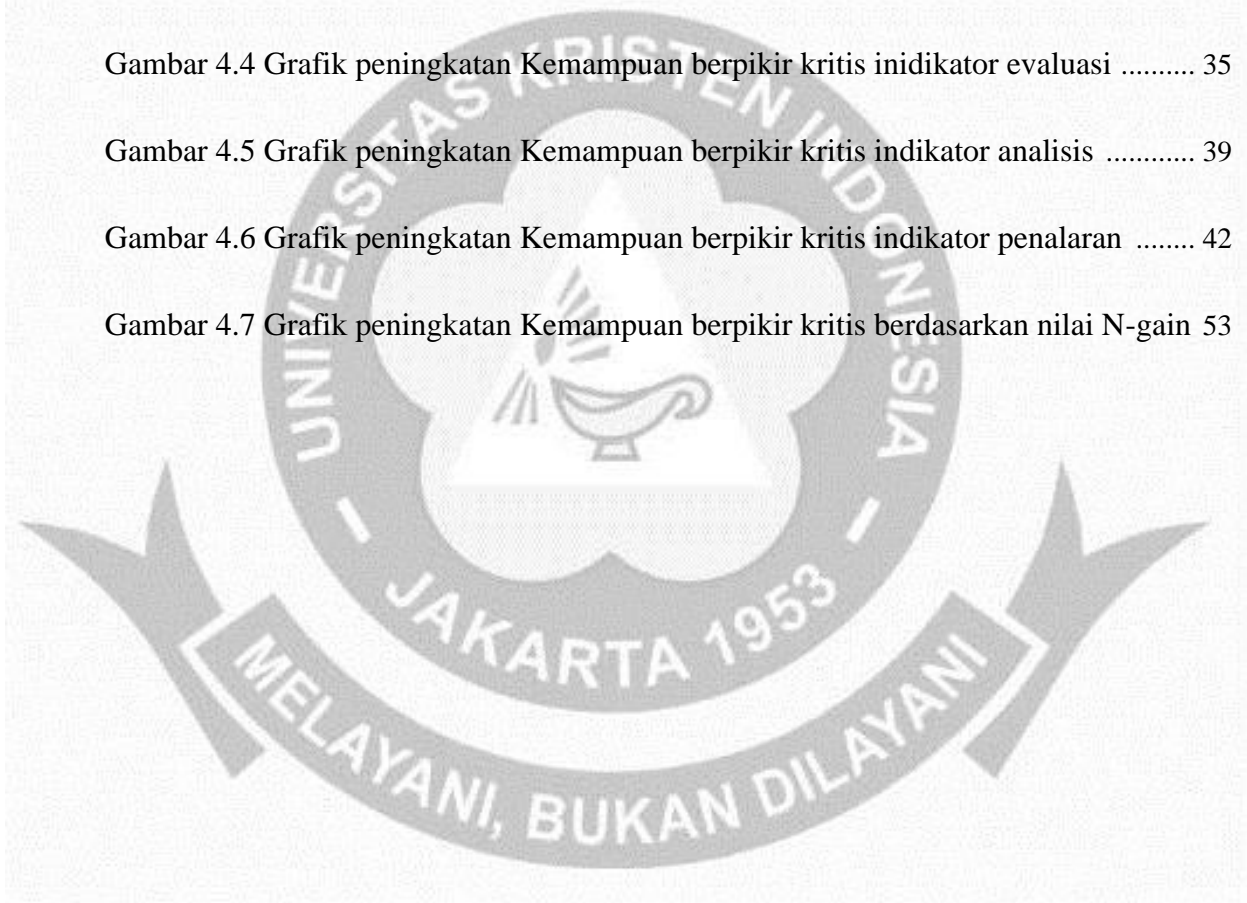 Gambar 4.4 Grafik peningkatan Kemampuan berpikir kritis inidikator evaluasi .......... 35
Gambar 4.5 Grafik peningkatan Kemampuan berpikir kritis indikator analisis ............ 39
Gambar 4.6 Grafik peningkatan Kemampuan berpikir kritis indikator penalaran ........ 42
Gambar 4.7 Grafik peningkatan Kemampuan berpikir kritis berdasarkan nilai N-gain 53
UNIVERSITAS KRISTEN INDONESIA
- JAKARTA 1953 -
MELAYANI, BUKAN DILAYANI